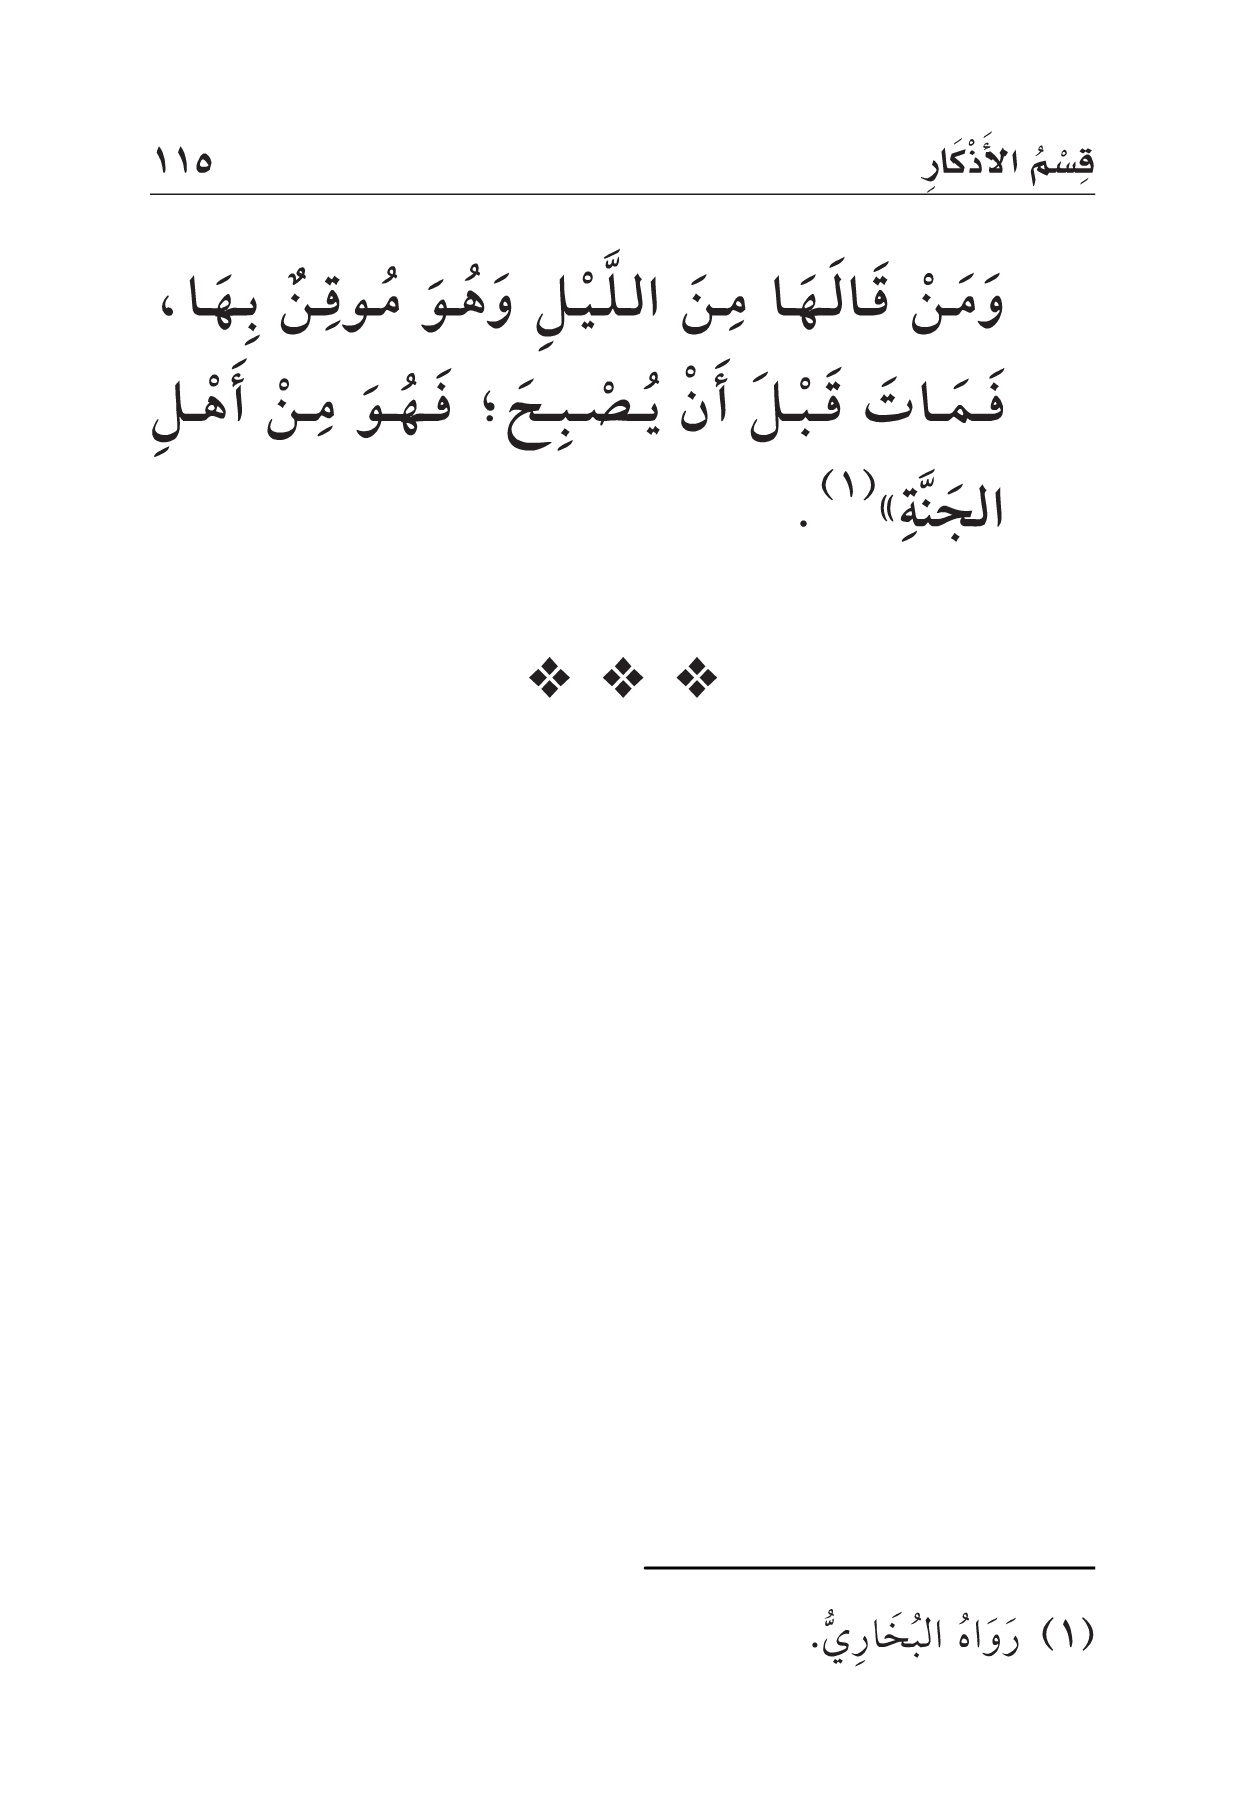 قِسْمُ الأَذْكَارِ ١١٥
وَمَنْ قَالَهَا مِنَ اللَّيْلِ وَهُوَ مُوقِنٌ بِهَا،
فَمَاتَ قَبْلَ أَنْ يُصْبِحَ؛ فَهُوَ مِنْ أَهْلِ
الجَنَّةِ»(١).
(١) رَوَاهُ البُخَارِيُّ.